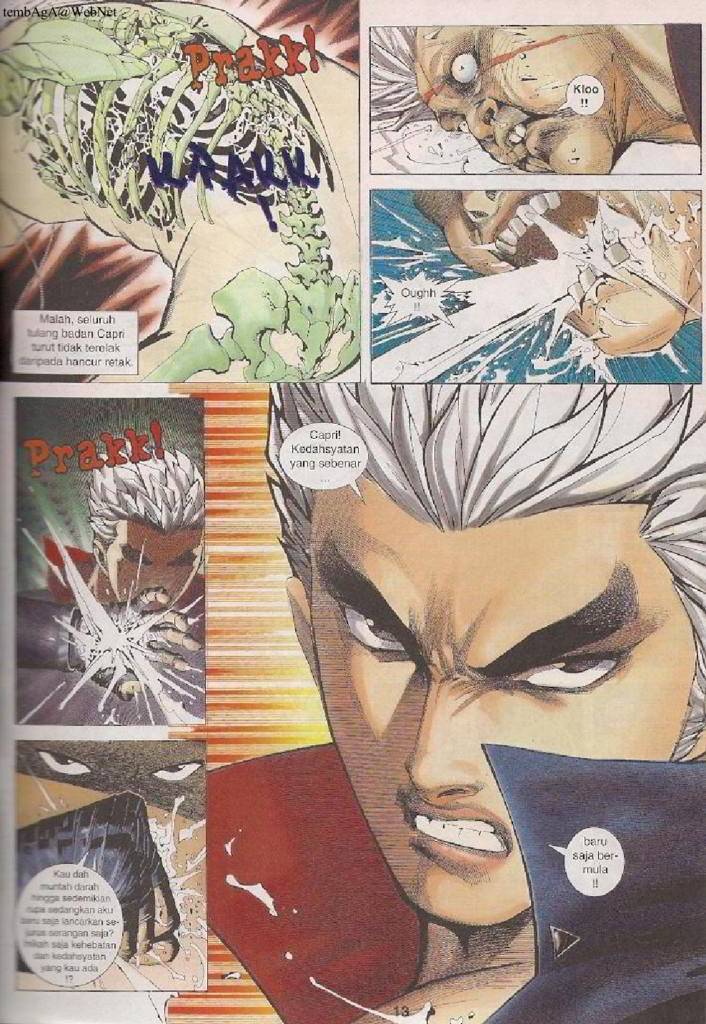 tembAgA@WebNet
Prakk!
KRAKK!
Malah, seluruh
tulang badan Capri
turut tidak terelak
daripada hancur retak.
Kloo
!!
Oughh
!!
Prakk!
Capri!
Kedahsyatan
yang sebenar
...
Kau dah
muntah darah
hingga sedemikian
rupa sedangkan aku
baru saja lancarkan se-
jurus serangan saja?
Inikah saja kehebatan
dan kedahsyatan
yang kau ada
!?
baru
saja ber-
mula
!!
13